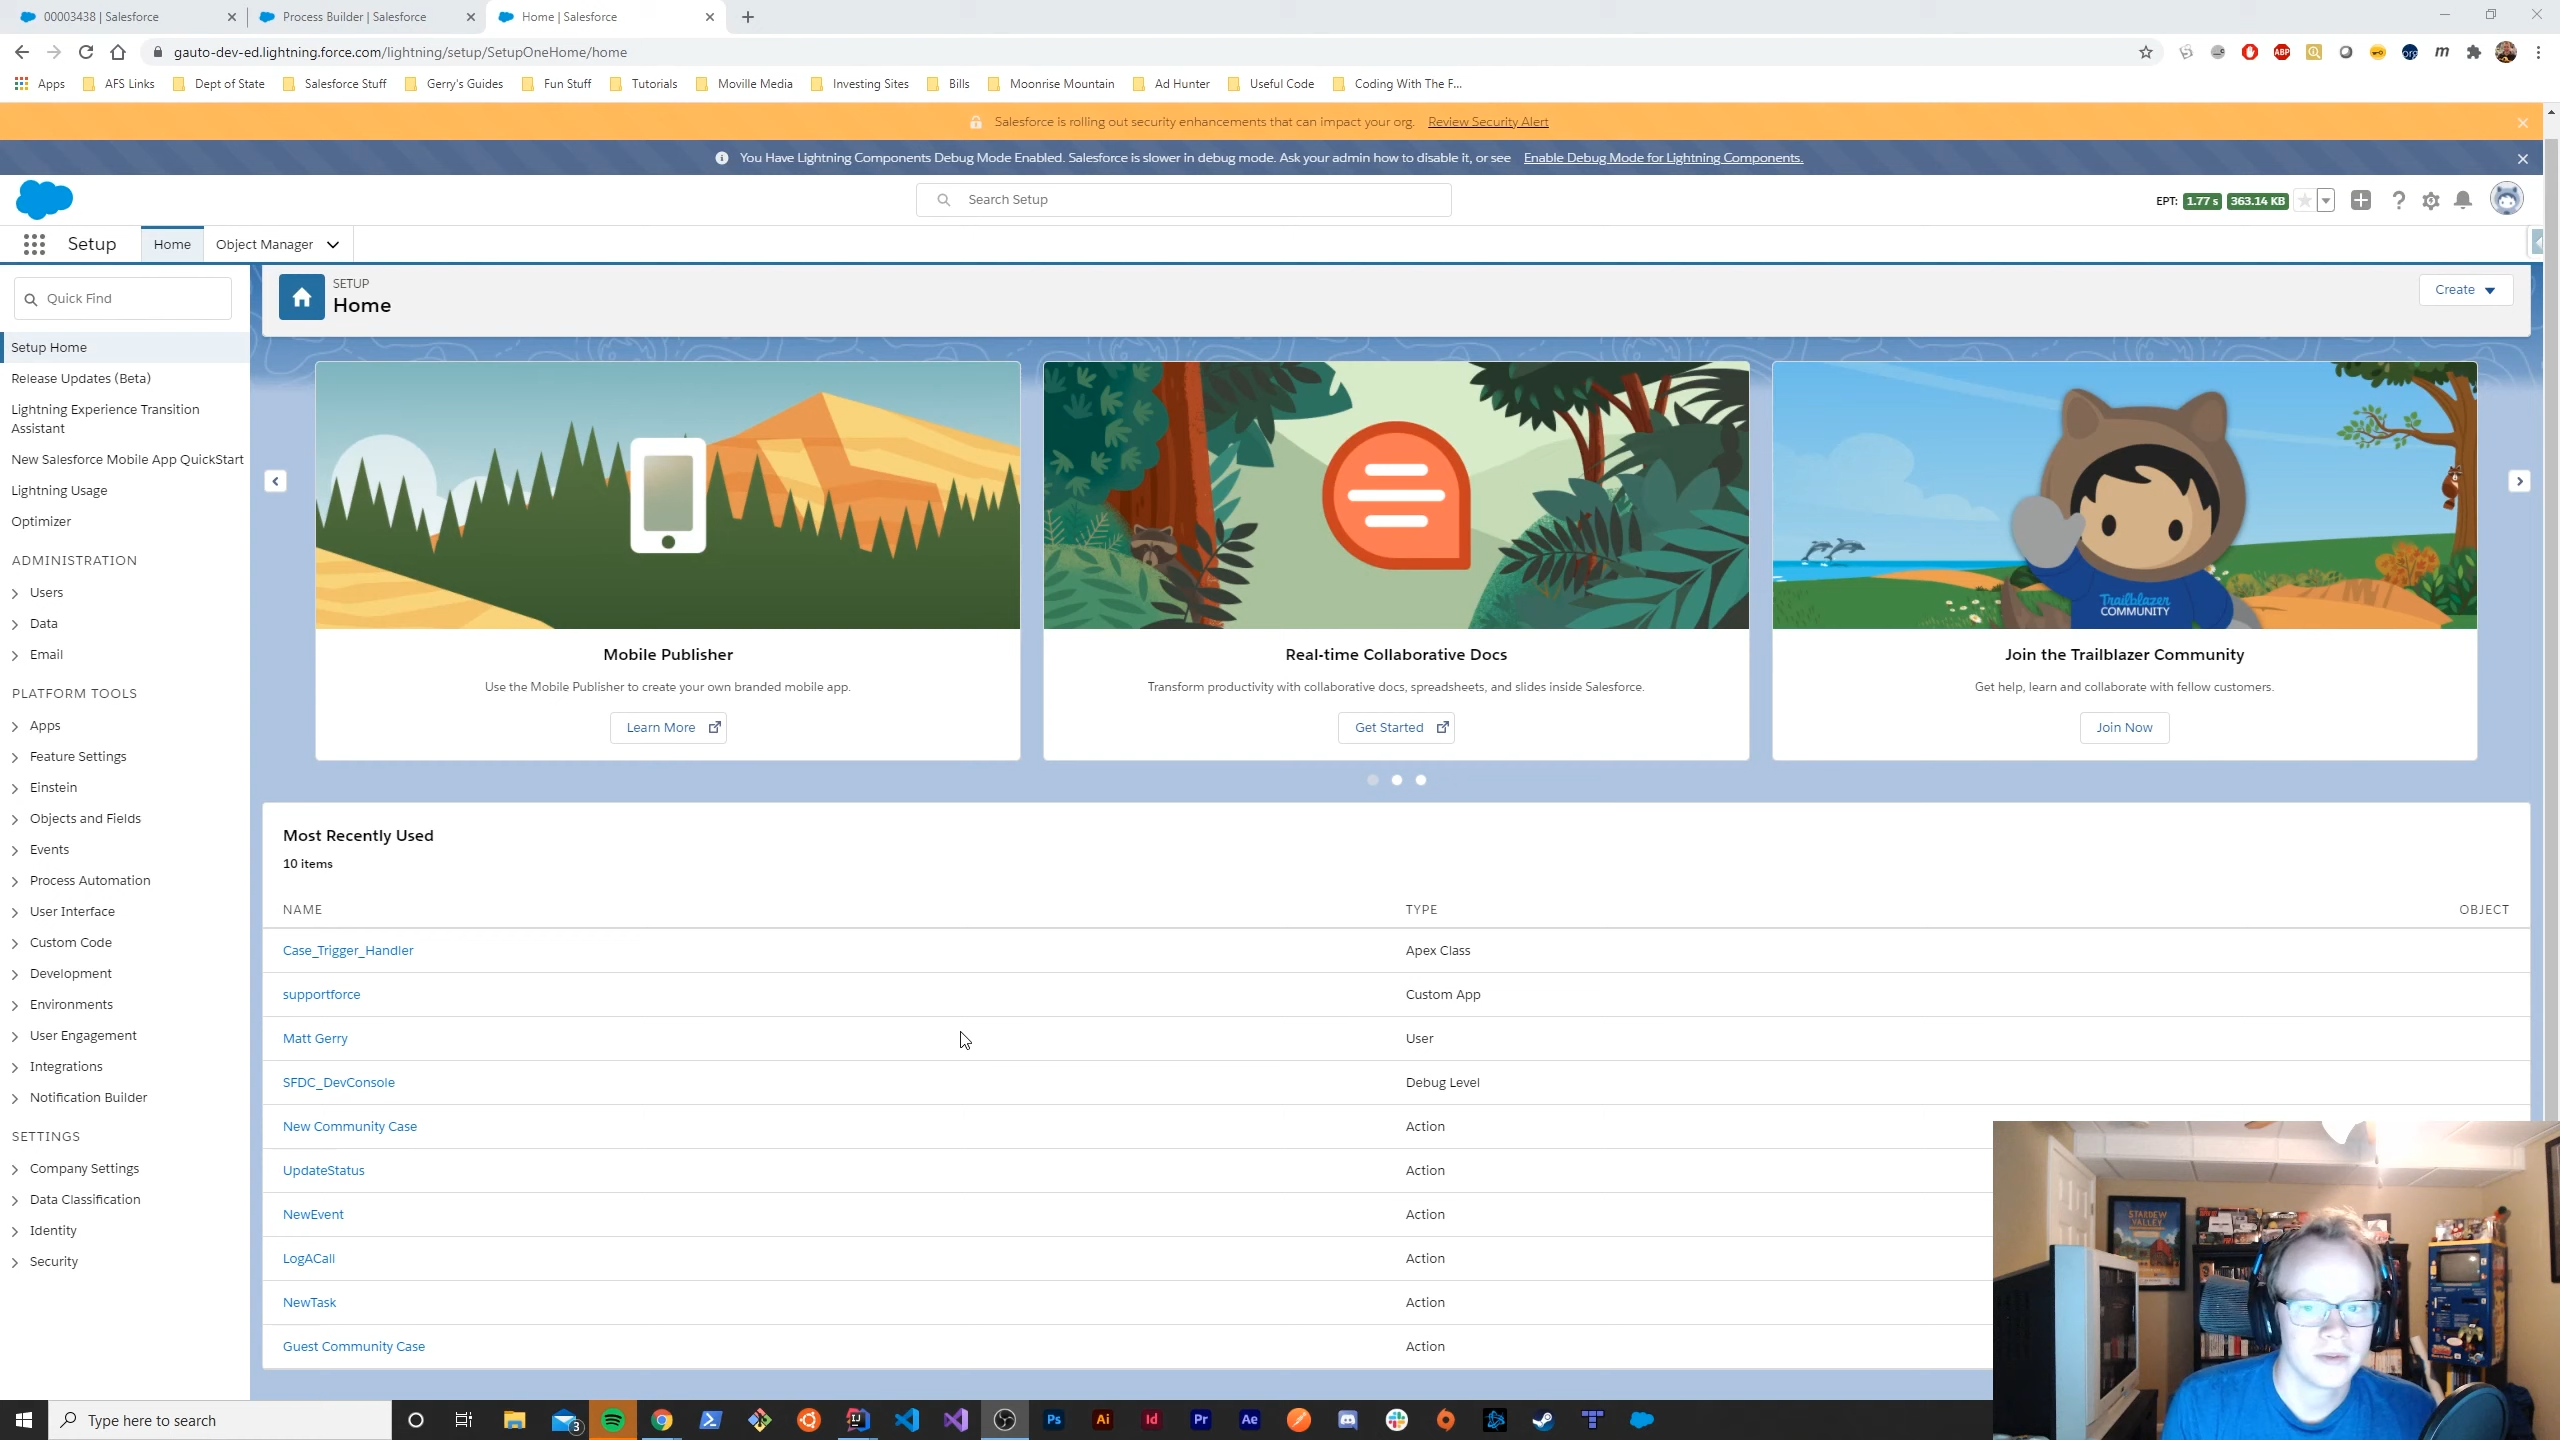 00003438 | Salesforce
Process Builder | Salesforce
Home | Salesforce
gauto-dev-ed.lightning.force.com/lightning/setup/SetupOneHome/home
ABP
org
m
Apps
AFS Links
Dept of State
Salesforce Stuff
Gerry's Guides
Fun Stuff
Tutorials
Moville Media
Investing Sites
Bills
Moonrise Mountain
Ad Hunter
Useful Code
Coding With The F...
Salesforce is rolling out security enhancements that can impact your org. Review Security Alert
You Have Lightning Components Debug Mode Enabled. Salesforce is slower in debug mode. Ask your admin how to disable it, or see Enable Debug Mode for Lightning Components.
Search Setup
EPT: 1.77 s 363.14 KB
Setup
Home
Object Manager
Quick Find
SETUP
Home
Create
Setup Home
Release Updates (Beta)
Lightning Experience Transition
Assistant
New Salesforce Mobile App QuickStart
Lightning Usage
Optimizer
ADMINISTRATION
Users
Data
Email
PLATFORM TOOLS
Apps
Feature Settings
Einstein
Objects and Fields
Events
Process Automation
User Interface
Custom Code
Development
Environments
User Engagement
Integrations
Notification Builder
SETTINGS
Company Settings
Data Classification
Identity
Security
Mobile Publisher
Use the Mobile Publisher to create your own branded mobile app.
Learn More
Real-time Collaborative Docs
Transform productivity with collaborative docs, spreadsheets, and slides inside Salesforce.
Get Started
Trailblazer
COMMUNITY
Join the Trailblazer Community
Get help, learn and collaborate with fellow customers.
Join Now
Most Recently Used
10 items
NAME TYPE OBJECT
Case_Trigger_Handler Apex Class
supportforce Custom App
Matt Gerry User
SFDC_DevConsole Debug Level
New Community Case Action
UpdateStatus Action
NewEvent Action
LogACall Action
NewTask Action
Guest Community Case Action
STARDEW
VALLEY
Type here to search
3
IJ
Ps
Ai
Id
Pr
Ae